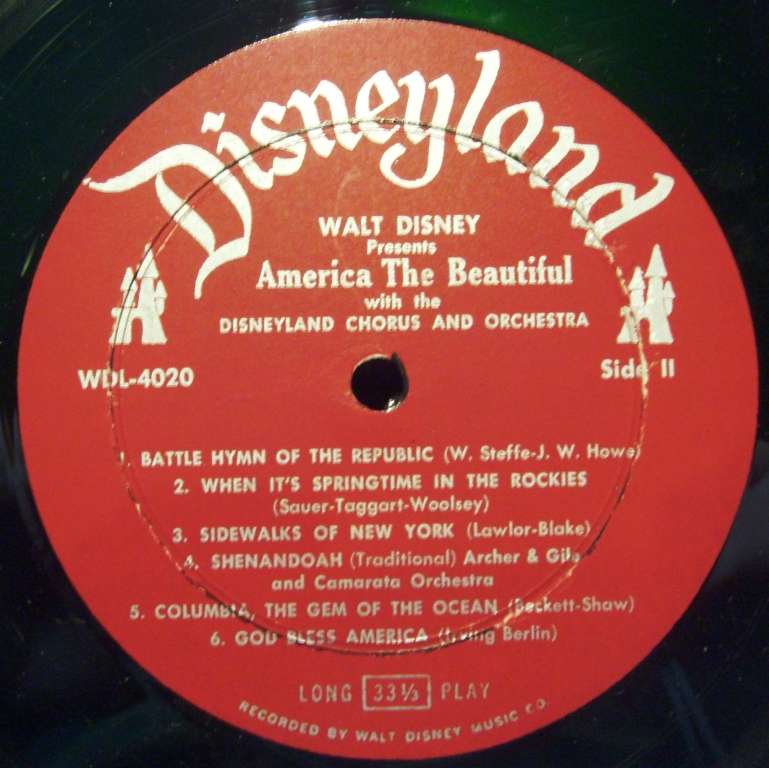 Disneyland
WALT DISNEY
Presents
America The Beautiful
with the
DISNEYLAND CHORUS AND ORCHESTRA
WDL-4020
Side II
1. BATTLE HYMN OF THE REPUBLIC (W. Steffe-J. W. Howe)
2. WHEN IT'S SPRINGTIME IN THE ROCKIES
(Sauer-Taggart-Woolsey)
3. SIDEWALKS OF NEW YORK (Lawlor-Blake)
4. SHENANDOAH (Traditional) Archer & Gile
and Camarata Orchestra
5. COLUMBIA, THE GEM OF THE OCEAN (Beckett-Shaw)
6. GOD BLESS AMERICA (Irving Berlin)
LONG 33⅓ PLAY
RECORDED BY WALT DISNEY MUSIC CO.